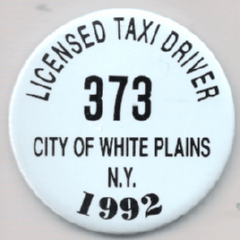 LICENSED TAXI DRIVER
373
CITY OF WHITE PLAINS
N.Y.
1992